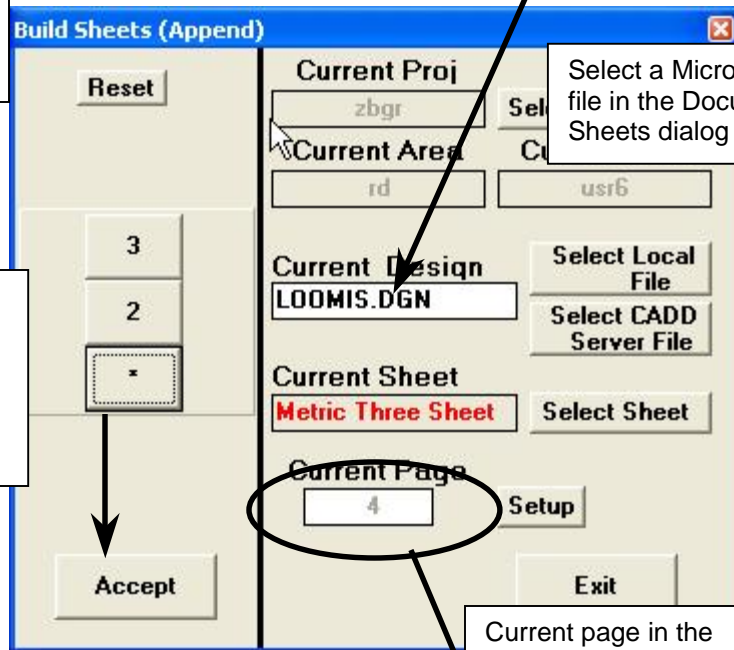 Build Sheets (Append)
Reset
3
2
*
Accept
Current Proj
zbgr
Current Area
rd
usr6
Select a Micro
file in the Docu
Sheets dialog
Current Design
LOOMIS.DGN
Select Local
File
Select CADD
Server File
Current Sheet
Metric Three Sheet
Select Sheet
Current Page
4
Setup
Exit
Current page in the